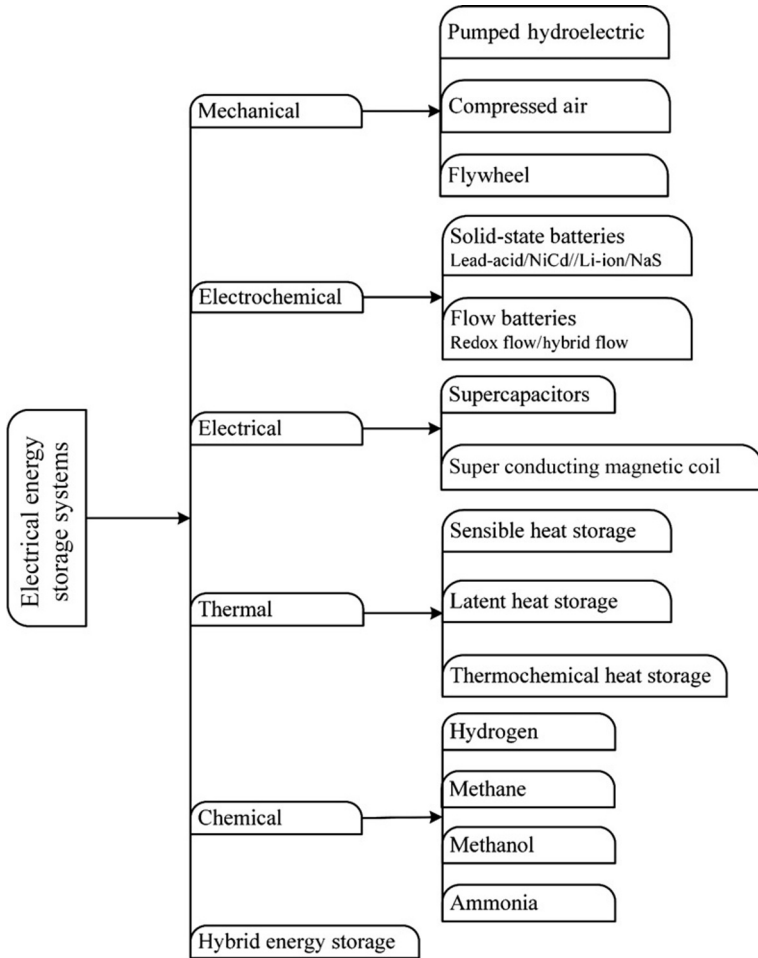 Electrical energy
storage systems
Mechanical
Pumped hydroelectric
Compressed air
Flywheel
Electrochemical
Solid-state batteries
Lead-acid/NiCd//Li-ion/NaS
Flow batteries
Redox flow/hybrid flow
Electrical
Supercapacitors
Super conducting magnetic coil
Thermal
Sensible heat storage
Latent heat storage
Thermochemical heat storage
Chemical
Hydrogen
Methane
Methanol
Ammonia
Hybrid energy storage